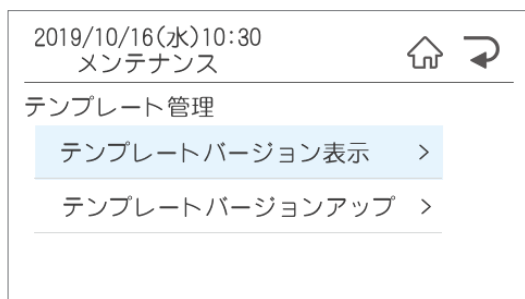 2019/10/16(水)10:30
メンテナンス
テンプレート管理
テンプレートバージョン表示 >
テンプレートバージョンアップ >